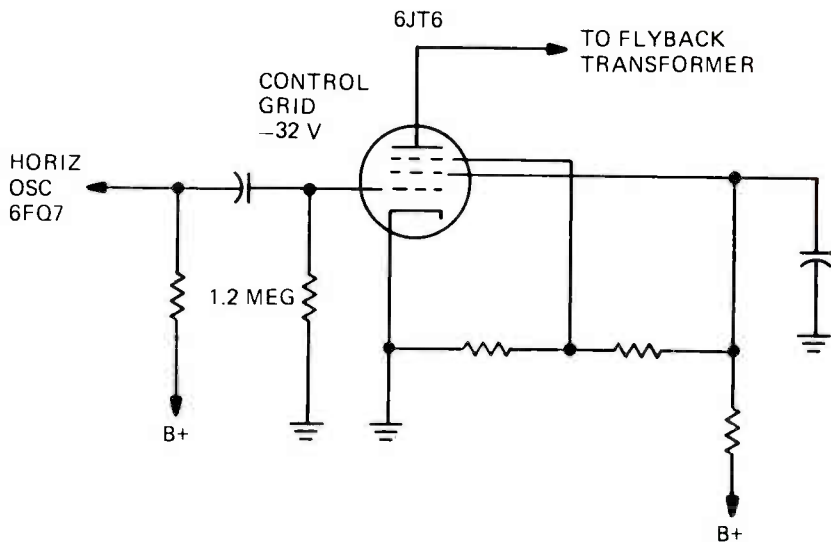 6JT6
TO FLYBACK
TRANSFORMER
CONTROL
GRID
−32 V
HORIZ
OSC
6FQ7
1.2 MEG
B+
B+